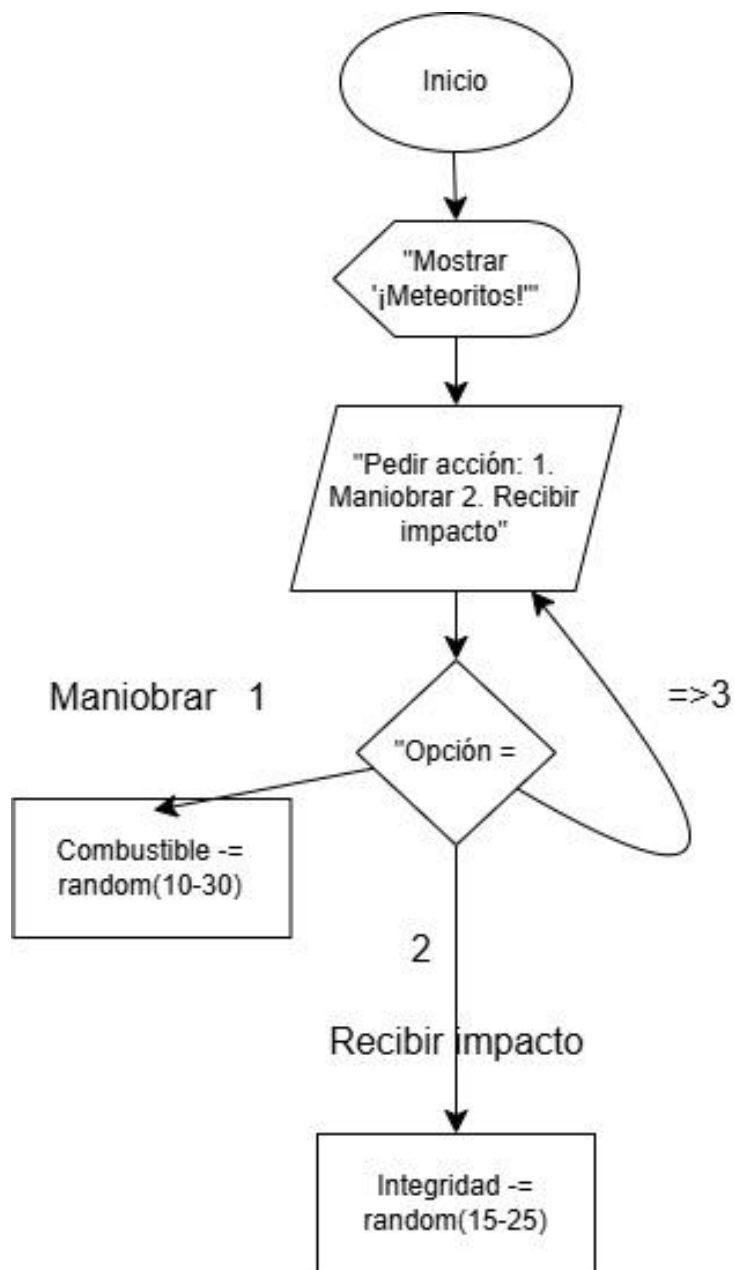 Inicio
"Mostrar
'¡Meteoritos!'"
"Pedir acción: 1.
Maniobrar 2. Recibir
impacto"
Maniobrar 1
=>3
"Opción =
Combustible -=
random(10-30)
2
Recibir impacto
Integridad -=
random(15-25)